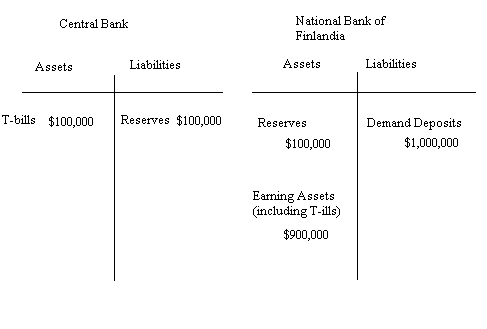 Central Bank
National Bank of
Finlandia
Assets
Liabilities
Assets
Liabilities
T-bills $100,000
Reserves $100,000
Reserves
$100,000
Demand Deposits
$1,000,000
Earning Assets
(including T-ills)
$900,000